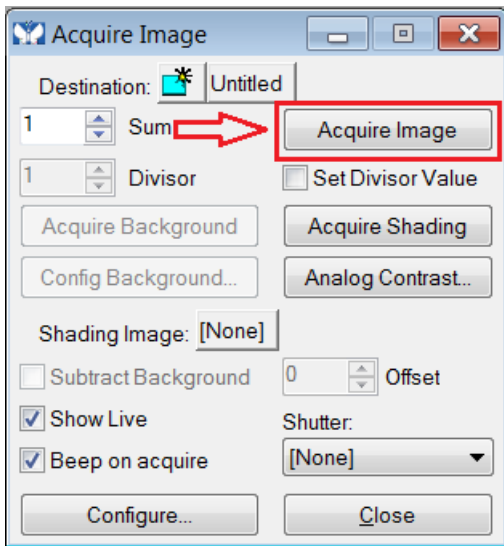 Acquire Image
Destination: Untitled
1 Sum Acquire Image
1 Divisor Set Divisor Value
Acquire Background Acquire Shading
Config Background... Analog Contrast...
Shading Image: [None]
Subtract Background 0 Offset
Show Live Shutter:
Beep on acquire [None]
Configure... Close